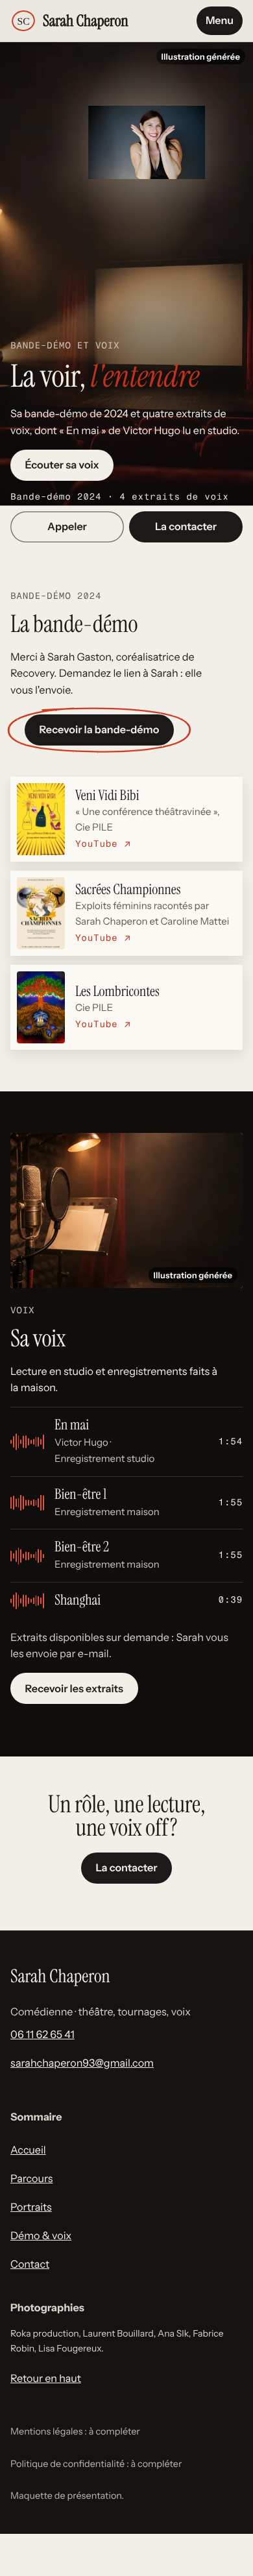 SC Sarah Chaperon
Menu
Illustration générée
BANDE-DÉMO ET VOIX
La voir, l'entendre
Sa bande-démo de 2024 et quatre extraits de
voix, dont « En mai » de Victor Hugo lu en studio.
Écouter sa voix
Bande-démo 2024 · 4 extraits de voix
Appeler
La contacter
BANDE-DÉMO 2024
La bande-démo
Merci à Sarah Gaston, coréalisatrice de
Recovery. Demandez le lien à Sarah : elle
vous l'envoie.
Recevoir la bande-démo
Veni Vidi Bibi
« Une conférence théâtravinée »,
Cie PILE
YouTube ↗
Sacrées Championnes
Exploits féminins racontés par
Sarah Chaperon et Caroline Mattei
YouTube ↗
Les Lombricontes
Cie PILE
YouTube ↗
Illustration générée
VOIX
Sa voix
Lecture en studio et enregistrements faits à
la maison.
En mai
Victor Hugo ·
Enregistrement studio
1:54
Bien-être 1
Enregistrement maison
1:55
Bien-être 2
Enregistrement maison
1:55
Shanghai
0:39
Extraits disponibles sur demande : Sarah vous
les envoie par e-mail.
Recevoir les extraits
Un rôle, une lecture,
une voix off ?
La contacter
Sarah Chaperon
Comédienne · théâtre, tournages, voix
06 11 62 65 41
sarahchaperon93@gmail.com
Sommaire
Accueil
Parcours
Portraits
Démo & voix
Contact
Photographies
Roka production, Laurent Bouillard, Ana Slk, Fabrice
Robin, Lisa Fougereux.
Retour en haut
Mentions légales : à compléter
Politique de confidentialité : à compléter
Maquette de présentation.